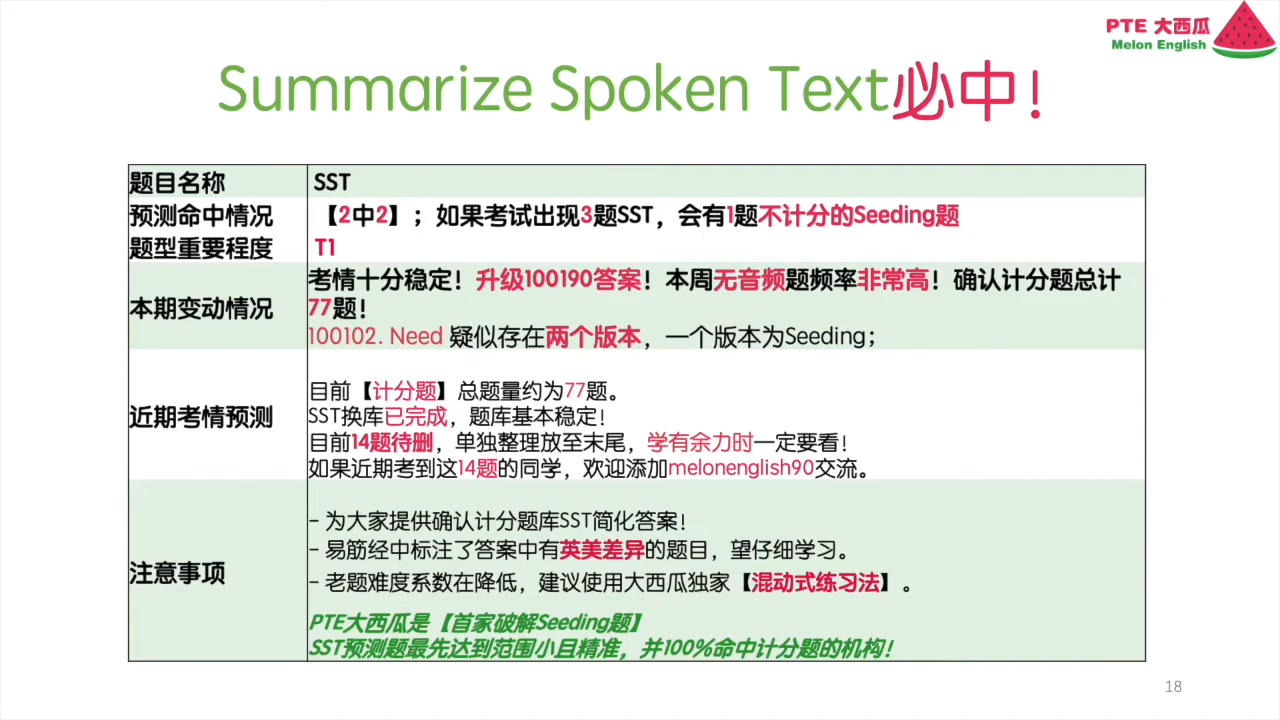 PTE 大西瓜
Melon English
Summarize Spoken Text必中!
题目名称 SST
预测命中情况 【2中2】；如果考试出现3题SST，会有1题不计分的Seeding题
题型重要程度 T1
本期变动情况 考情十分稳定！升级100190答案！本周无音频题频率非常高！确认计分题总计
77题！
100102. Need 疑似存在两个版本，一个版本为Seeding；
近期考情预测
目前【计分题】总题量约为77题。
SST换库已完成，题库基本稳定！
目前14题待删，单独整理放至末尾，学有余力时一定要看！
如果近期考到这14题的同学，欢迎添加melonenglish90交流。
注意事项
– 为大家提供确认计分题库SST简化答案！
– 易筋经中标注了答案中有英美差异的题目，望仔细学习。
– 老题难度系数在降低，建议使用大西瓜独家【混动式练习法】。
PTE大西瓜是【首家破解Seeding题】
SST预测题最先达到范围小且精准，并100%命中计分题的机构！
18